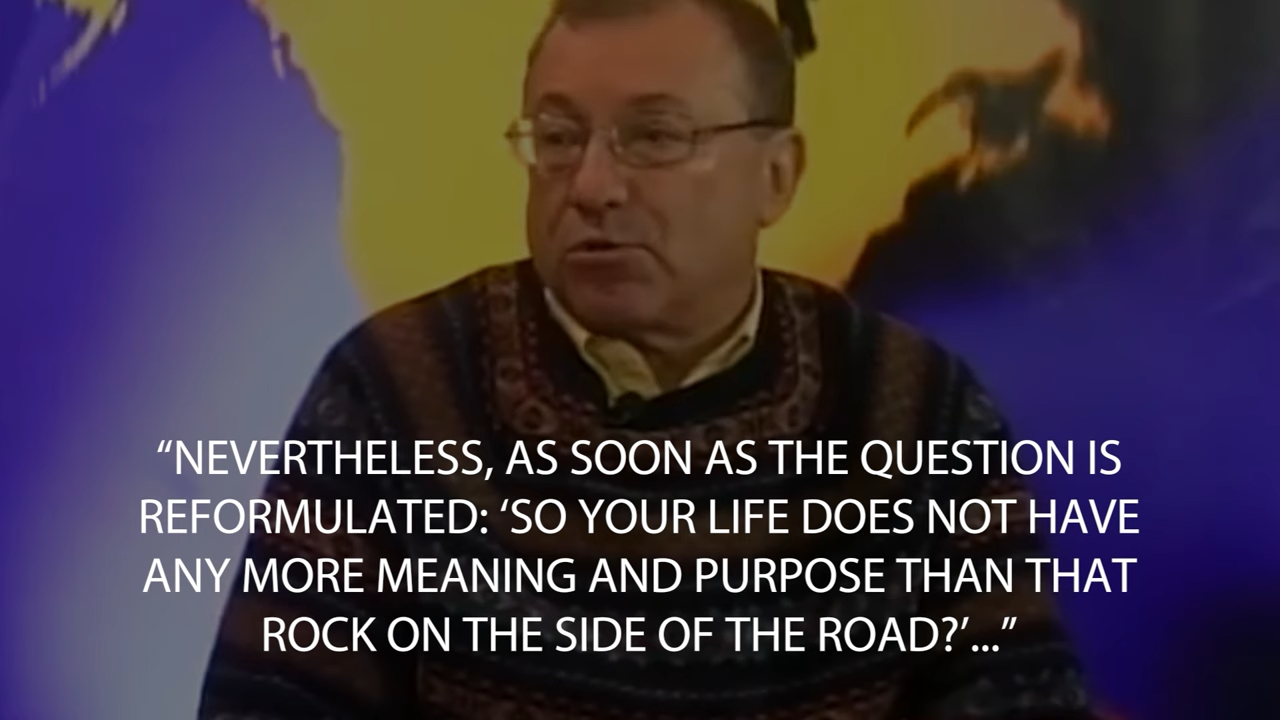 “NEVERTHELESS, AS SOON AS THE QUESTION IS
REFORMULATED: ‘SO YOUR LIFE DOES NOT HAVE
ANY MORE MEANING AND PURPOSE THAN THAT
ROCK ON THE SIDE OF THE ROAD?’...”